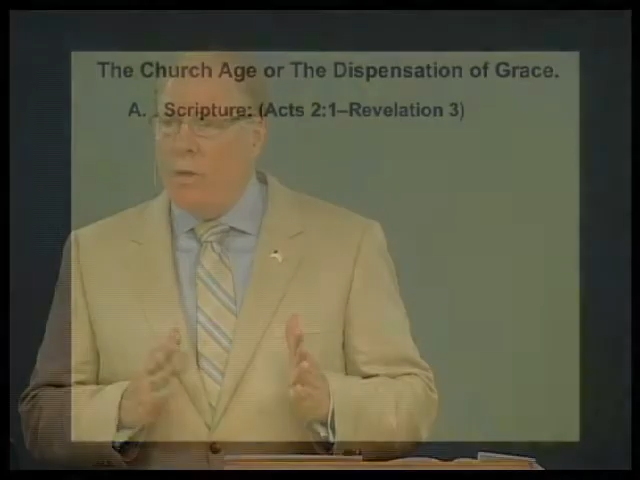 The Church Age or The Dispensation of Grace.
A. Scripture: (Acts 2:1–Revelation 3)